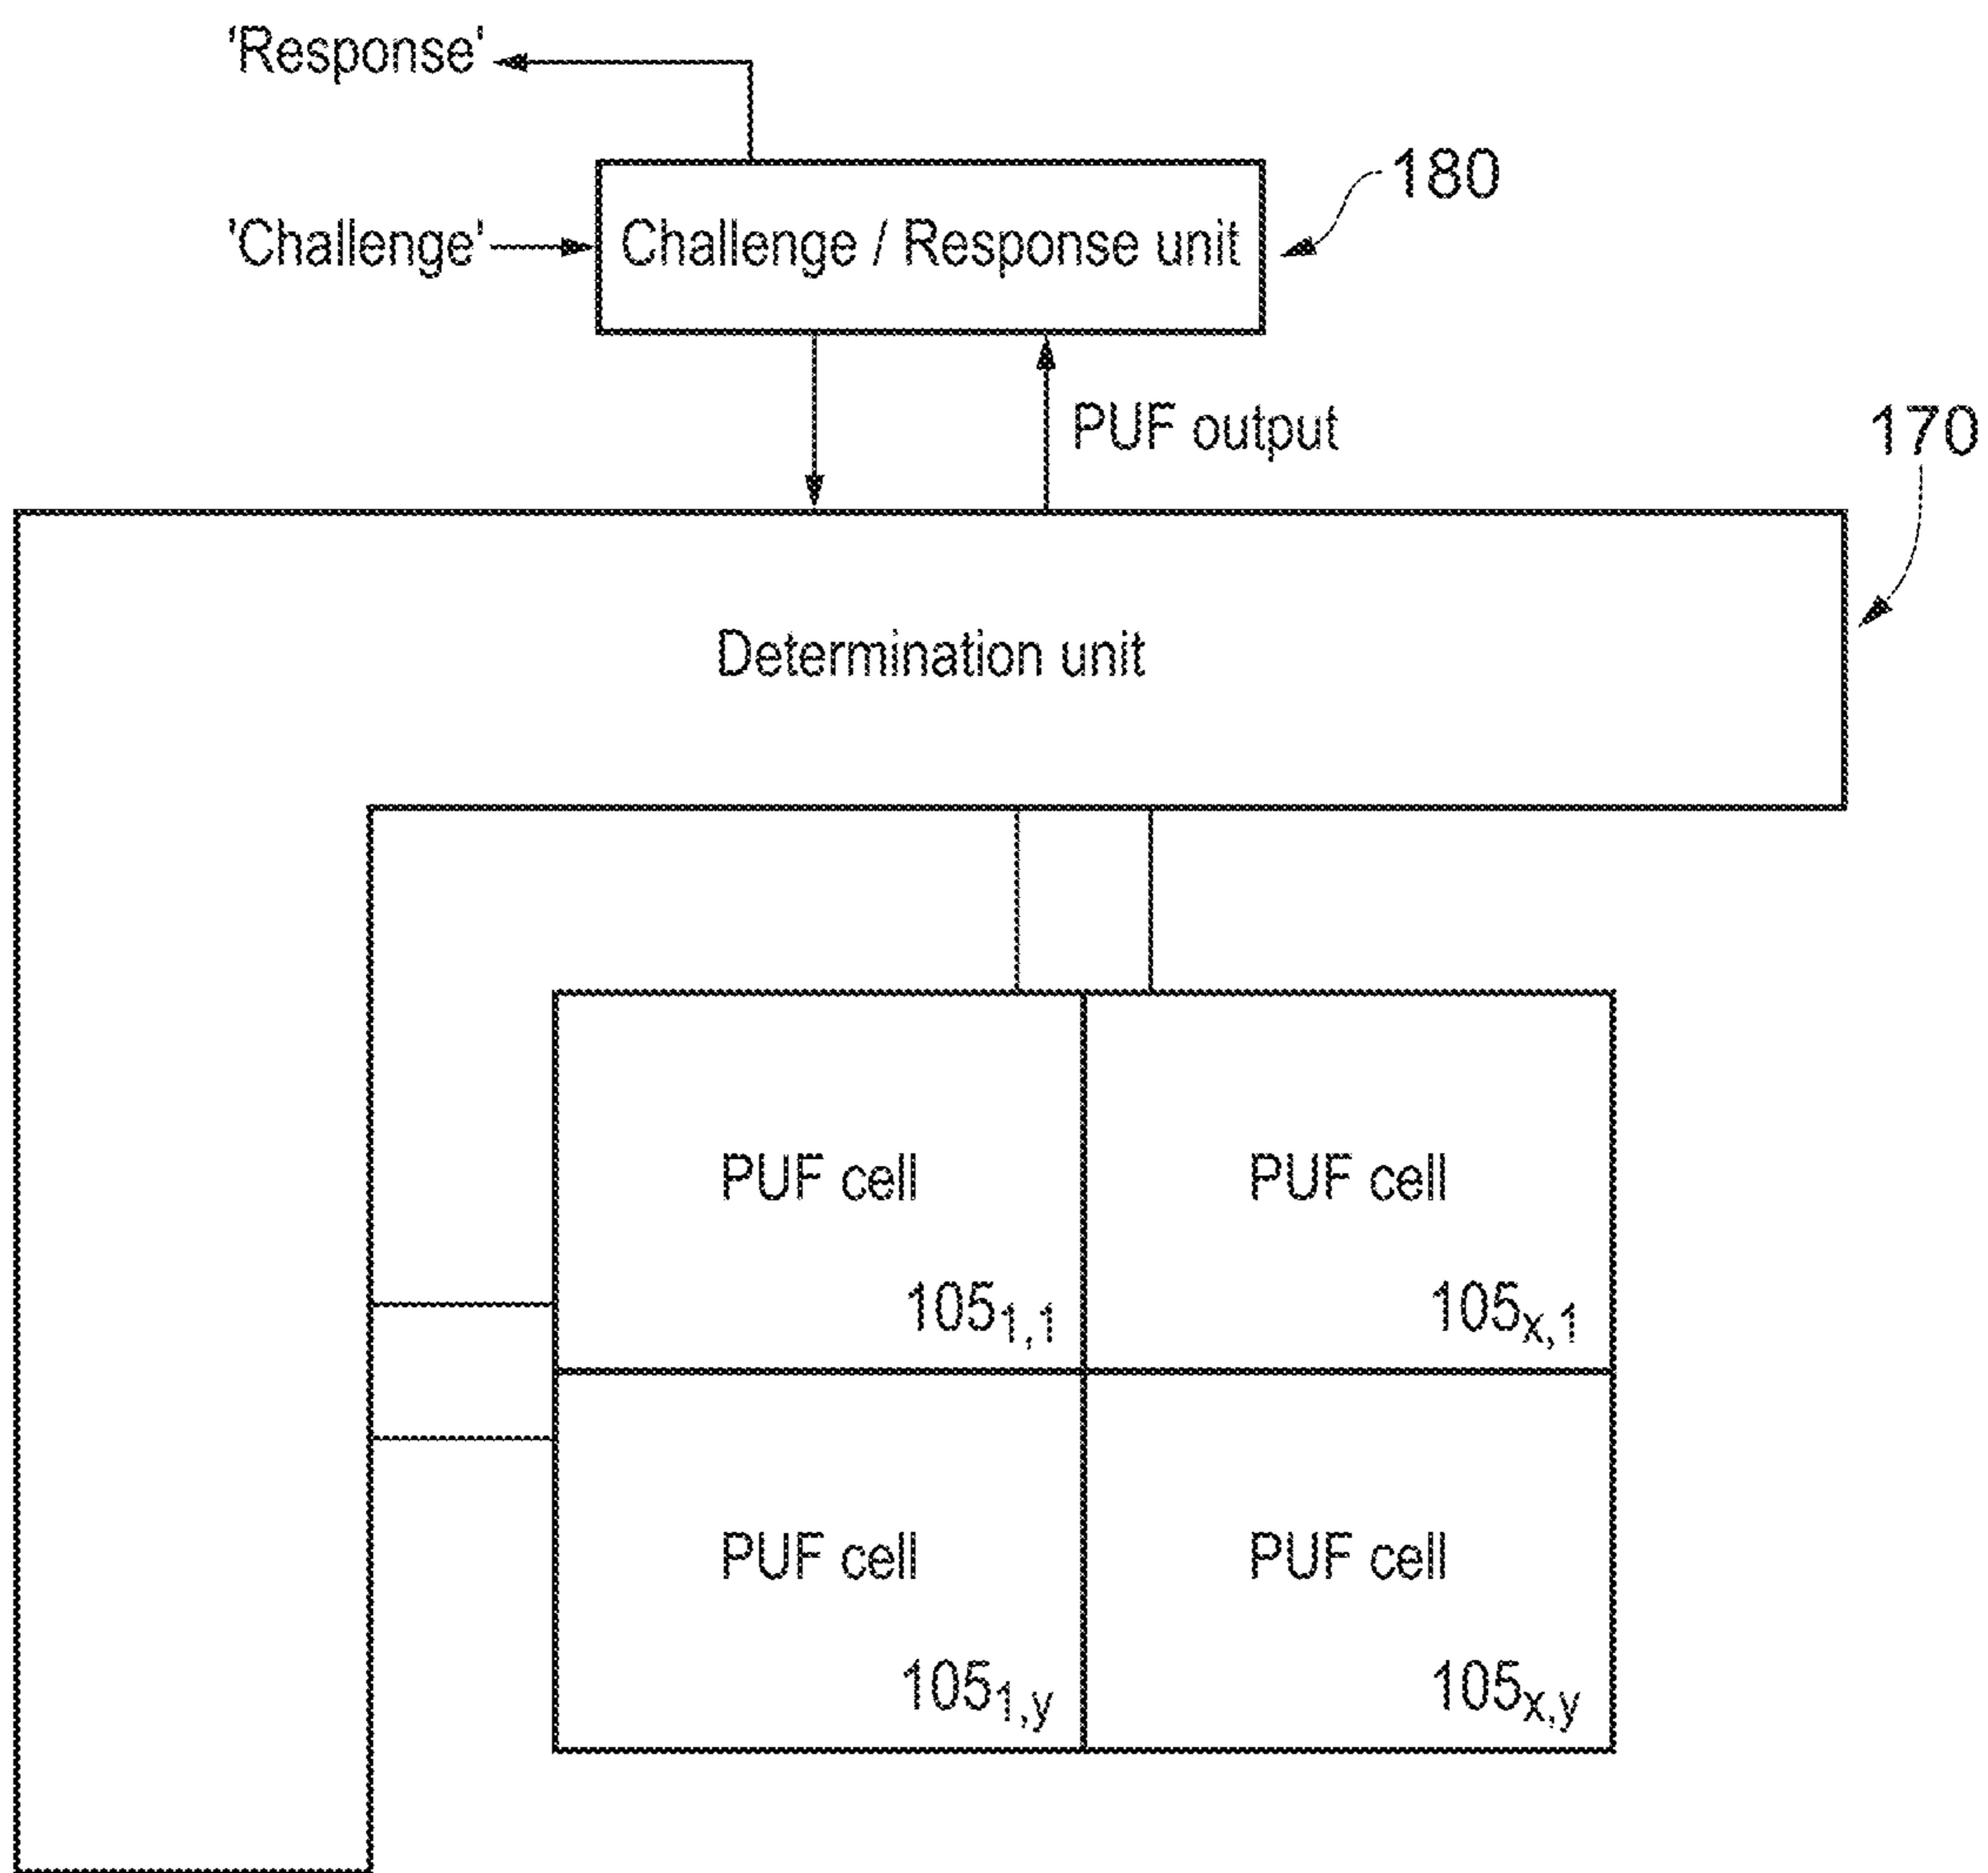 'Response'
180
'Challenge'
Challenge / Response unit
PUF output
170
Determination unit
PUF cell
PUF cell
105₁,₁
105ₓ,₁
PUF cell
PUF cell
105₁,y
105ₓ,y